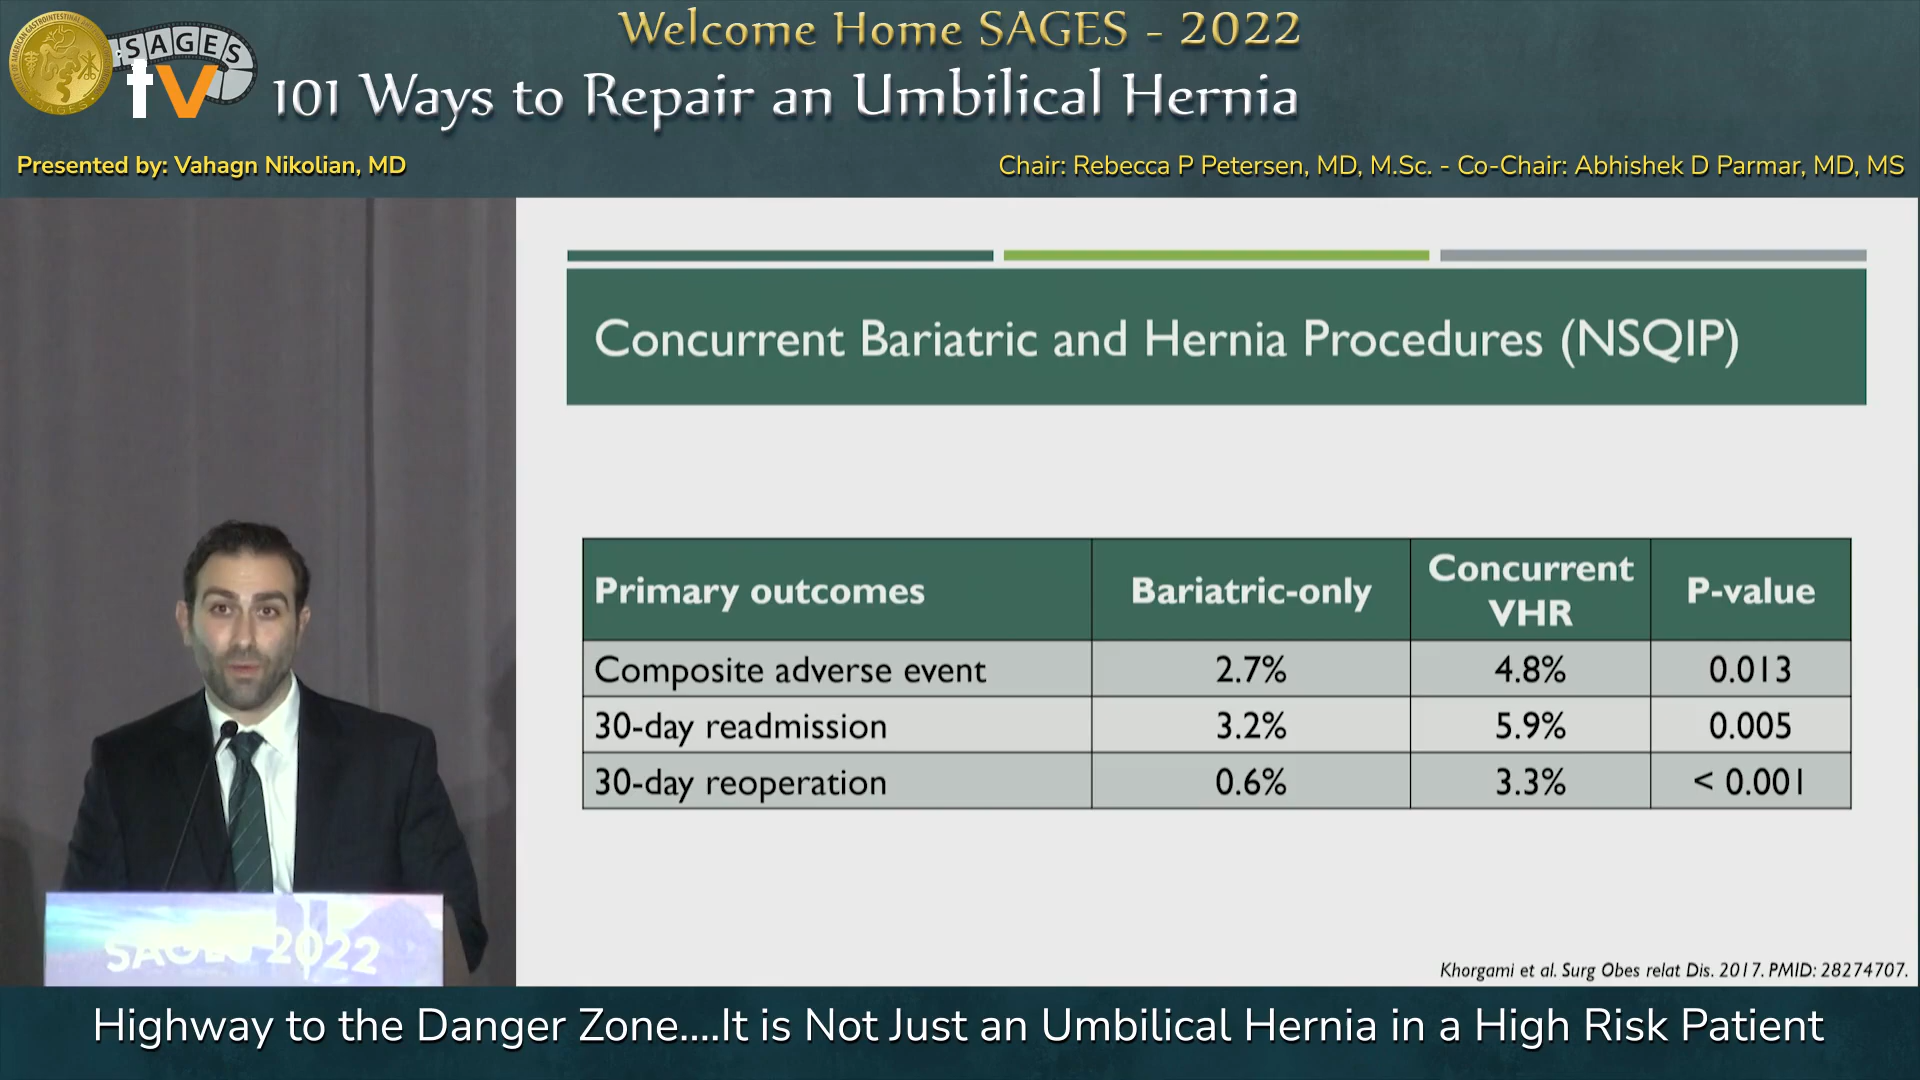 SAGES
tv
Welcome Home SAGES - 2022
101 Ways to Repair an Umbilical Hernia
Presented by: Vahagn Nikolian, MD
Chair: Rebecca P Petersen, MD, M.Sc. - Co-Chair: Abhishek D Parmar, MD, MS
Concurrent Bariatric and Hernia Procedures (NSQIP)
Primary outcomes Bariatric-only Concurrent VHR P-value
Composite adverse event 2.7% 4.8% 0.013
30-day readmission 3.2% 5.9% 0.005
30-day reoperation 0.6% 3.3% < 0.001
Khorgami et al. Surg Obes relat Dis. 2017. PMID: 28274707.
SAGES 2022
Highway to the Danger Zone....It is Not Just an Umbilical Hernia in a High Risk Patient